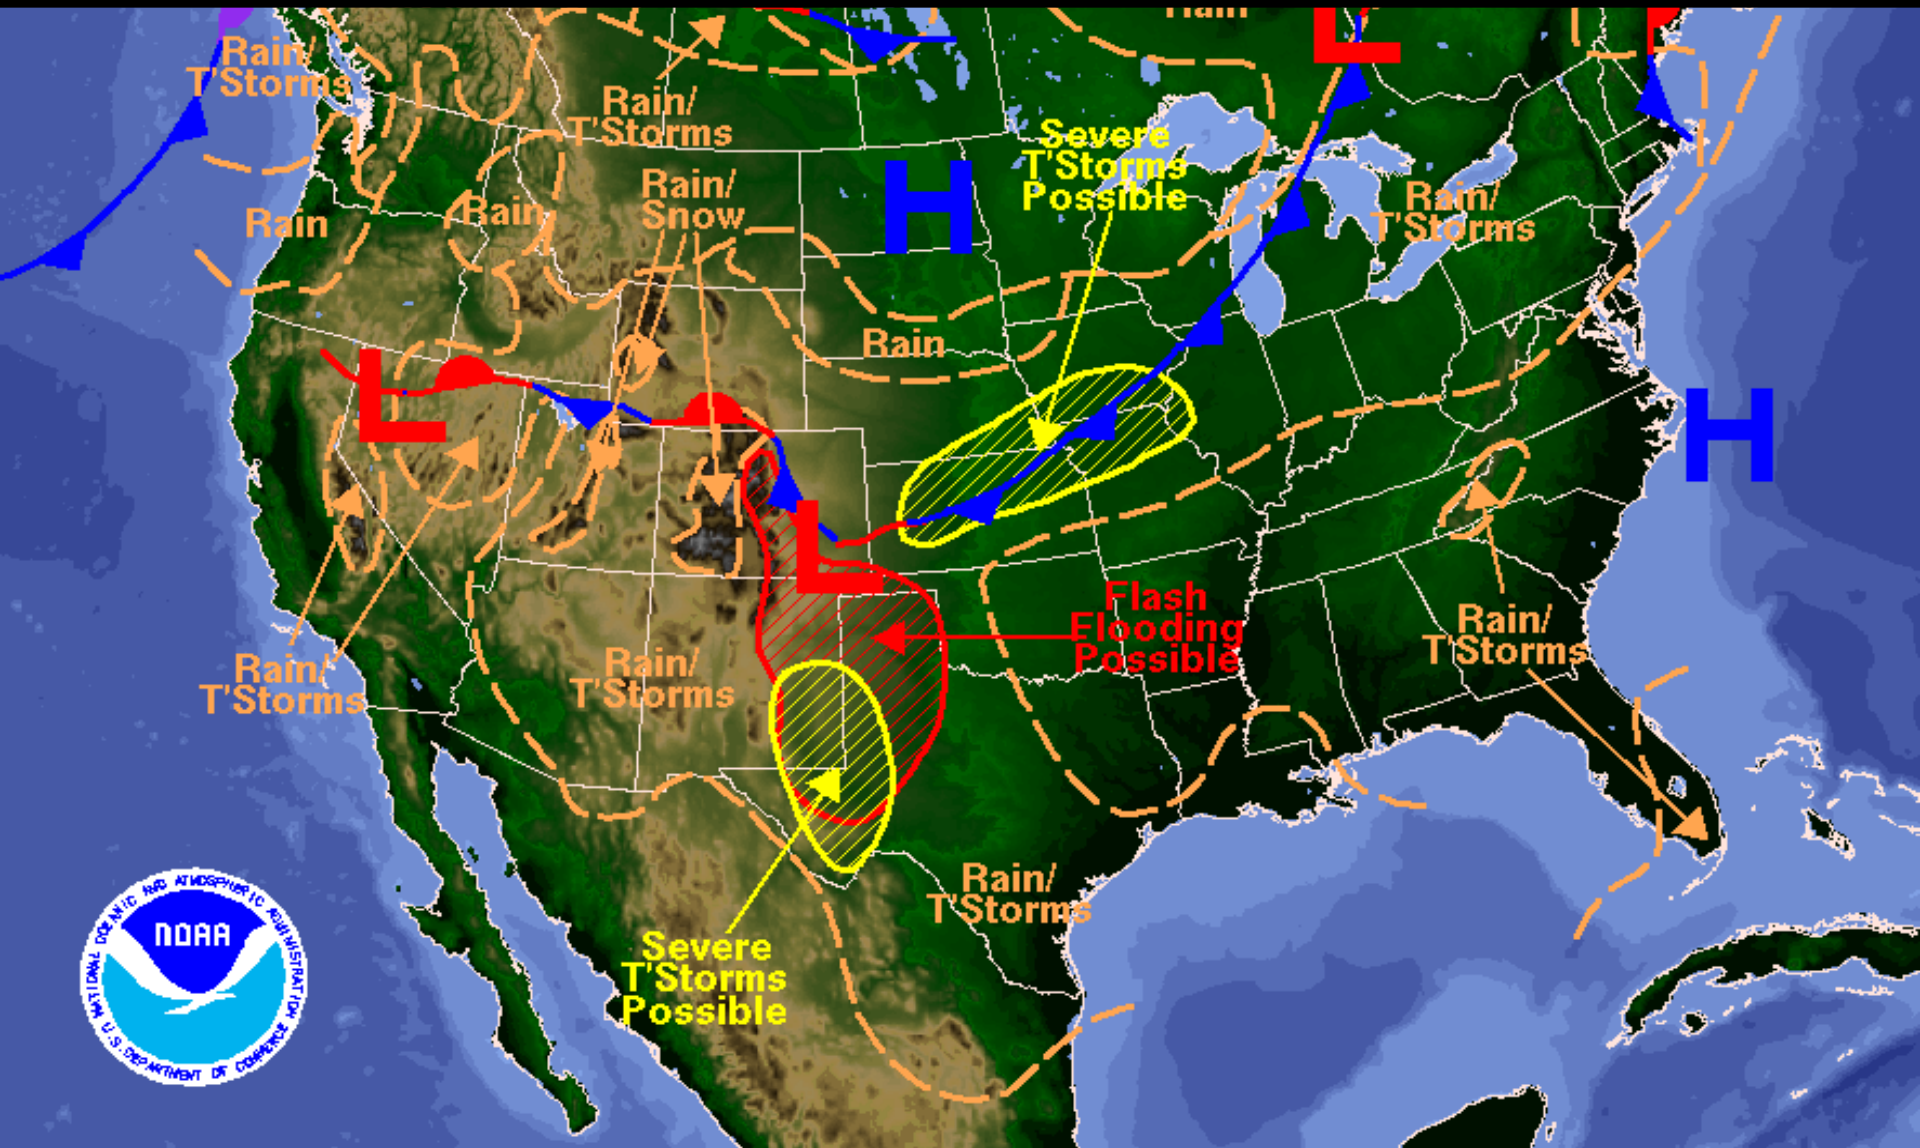 Rain
Rain/
T'Storms
Rain/
T'Storms
L
Severe
T'Storms
Possible
H
Rain/
Snow
Rain/
T'Storms
Rain
Rain
Rain
L
H
L
Flash
Flooding
Possible
Rain/
T'Storms
Rain/
T'Storms
Rain/
T'Storms
Rain/
T'Storms
Severe
T'Storms
Possible
NATIONAL OCEANIC AND ATMOSPHERIC ADMINISTRATION
NOAA
U.S. DEPARTMENT OF COMMERCE